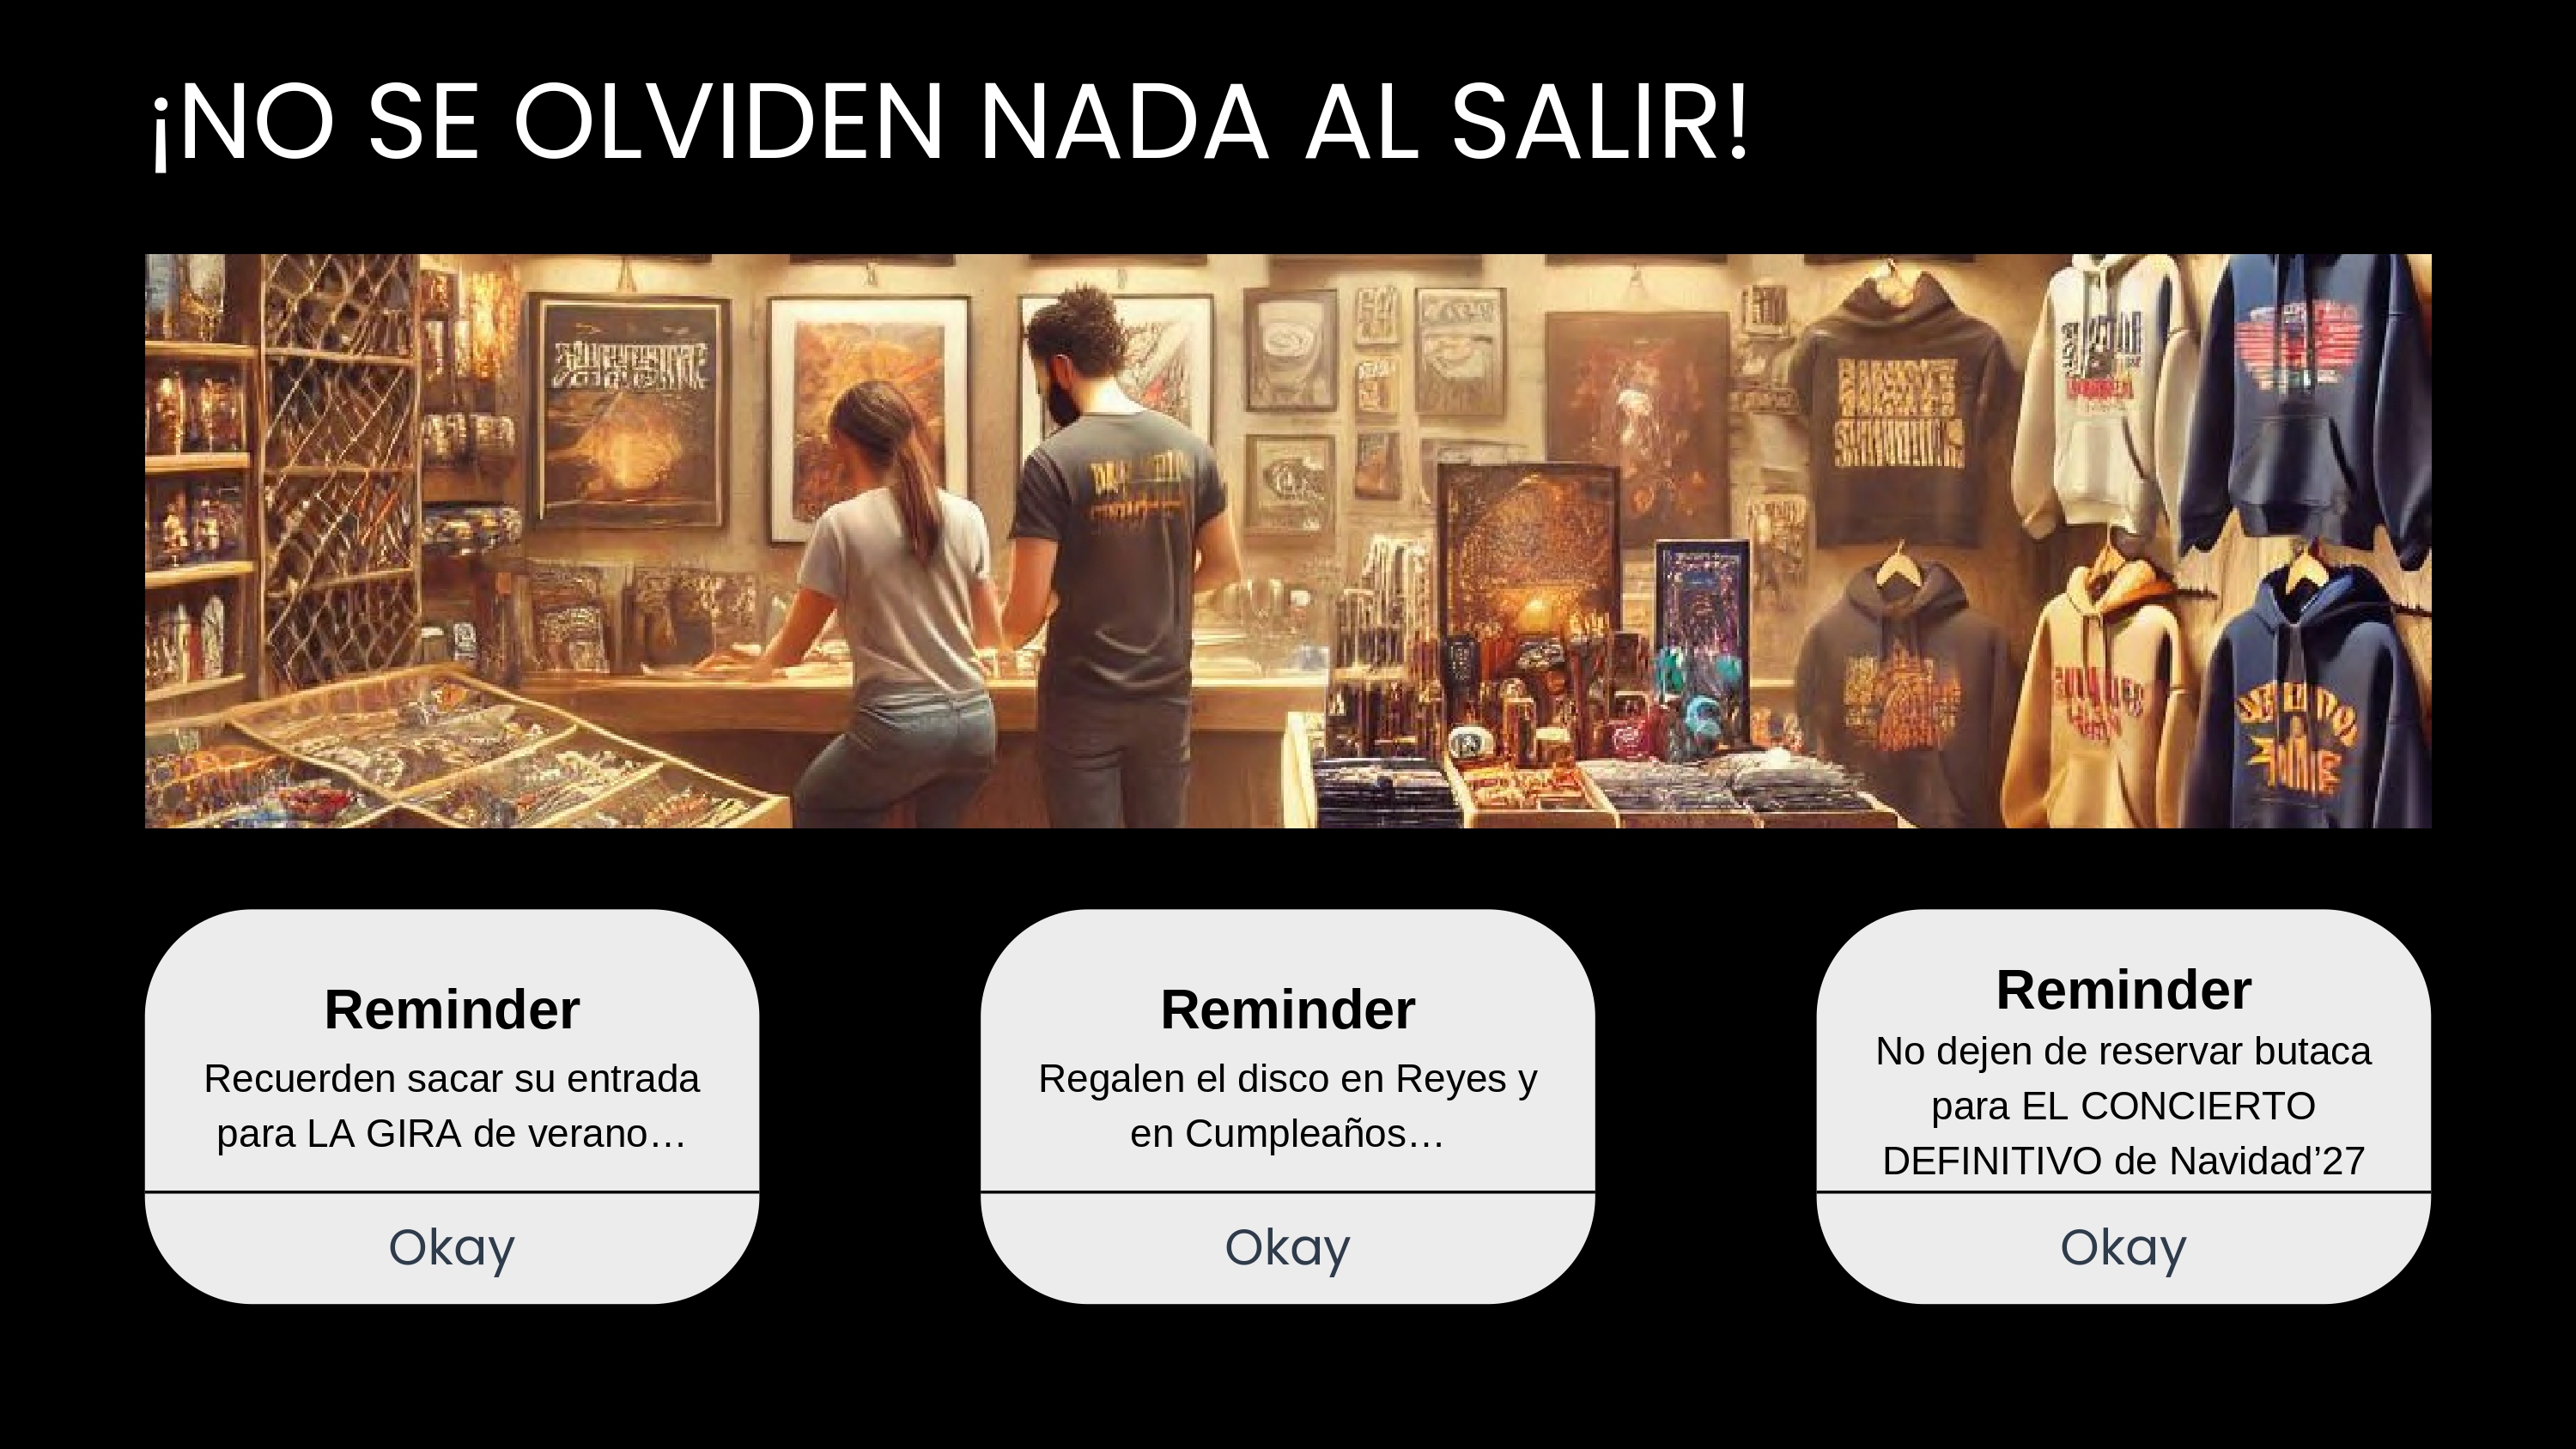 ¡NO SE OLVIDEN NADA AL SALIR!
Reminder
Recuerden sacar su entrada
para LA GIRA de verano…
Okay
Reminder
Regalen el disco en Reyes y
en Cumpleaños…
Okay
Reminder
No dejen de reservar butaca
para EL CONCIERTO
DEFINITIVO de Navidad’27
Okay